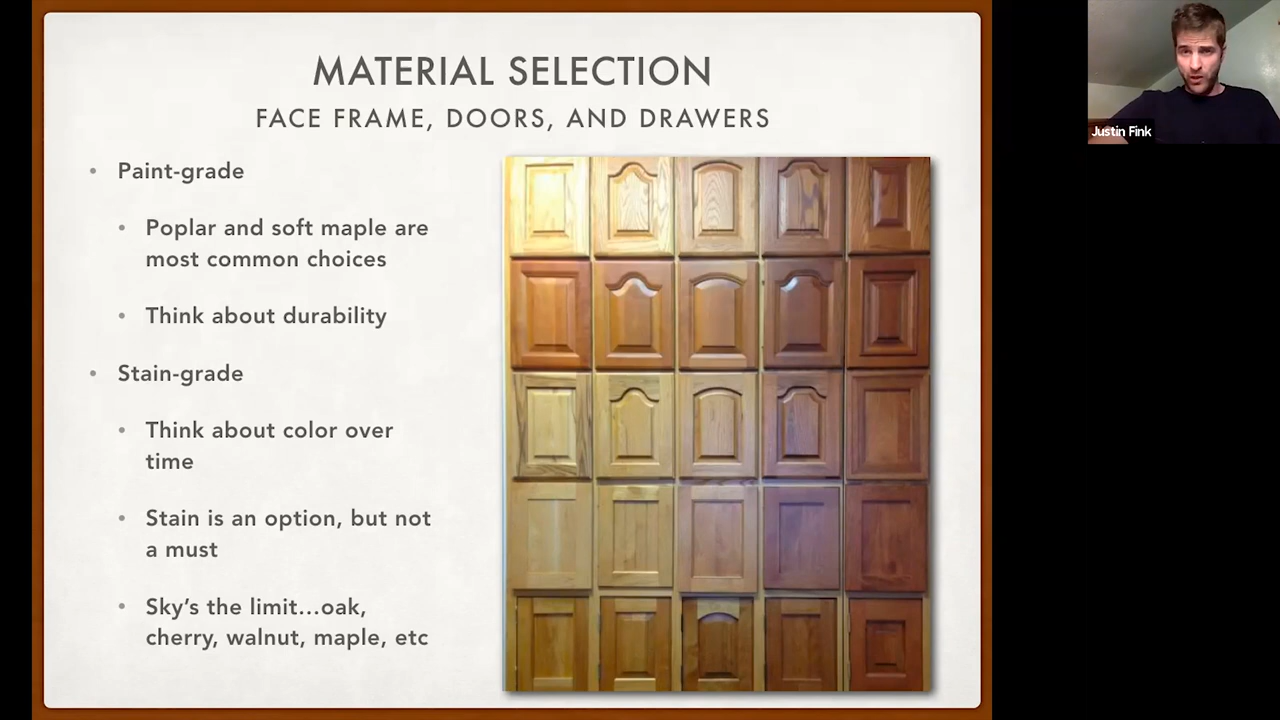 MATERIAL SELECTION
FACE FRAME, DOORS, AND DRAWERS
• Paint-grade
• Poplar and soft maple are
most common choices
• Think about durability
• Stain-grade
• Think about color over
time
• Stain is an option, but not
a must
• Sky’s the limit…oak,
cherry, walnut, maple, etc
Justin Fink